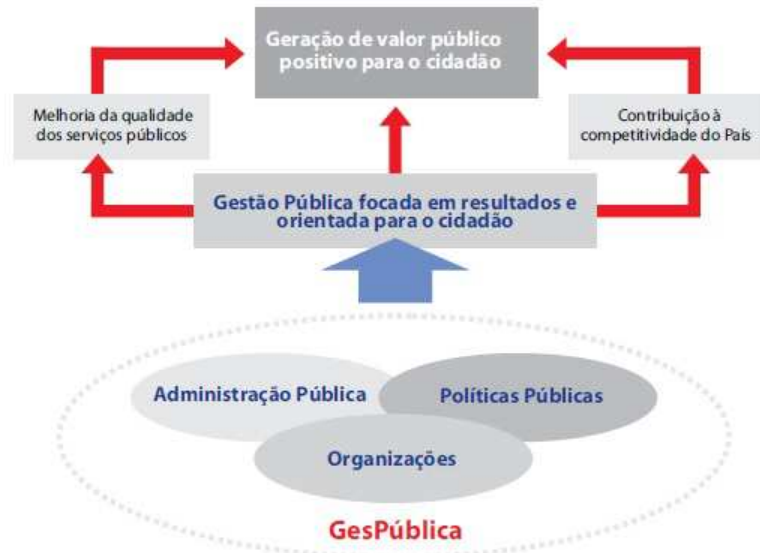 Geração de valor público
positivo para o cidadão
Melhoria da qualidade
dos serviços públicos
Contribuição à
competitividade do País
Gestão Pública focada em resultados e
orientada para o cidadão
Administração Pública
Políticas Públicas
Organizações
GesPública